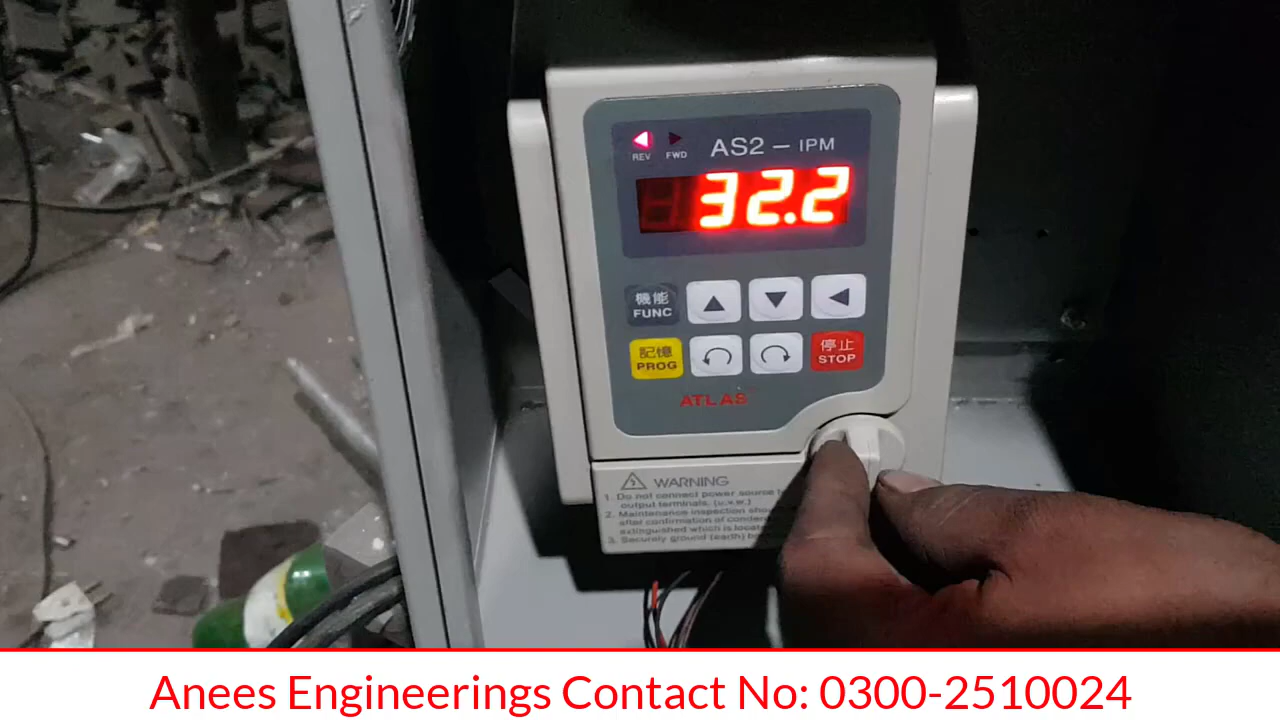 REV FWD AS2 – IPM
32.2
機能
FUNC
記憶
PROG
停止
STOP
ATLAS
WARNING
1. Do not connect power source
output terminals. (u.v.w.)
2. Maintenance inspection
after confirmation of
extinguished which is
3. Securely ground (earth)
Anees Engineerings Contact No: 0300-2510024